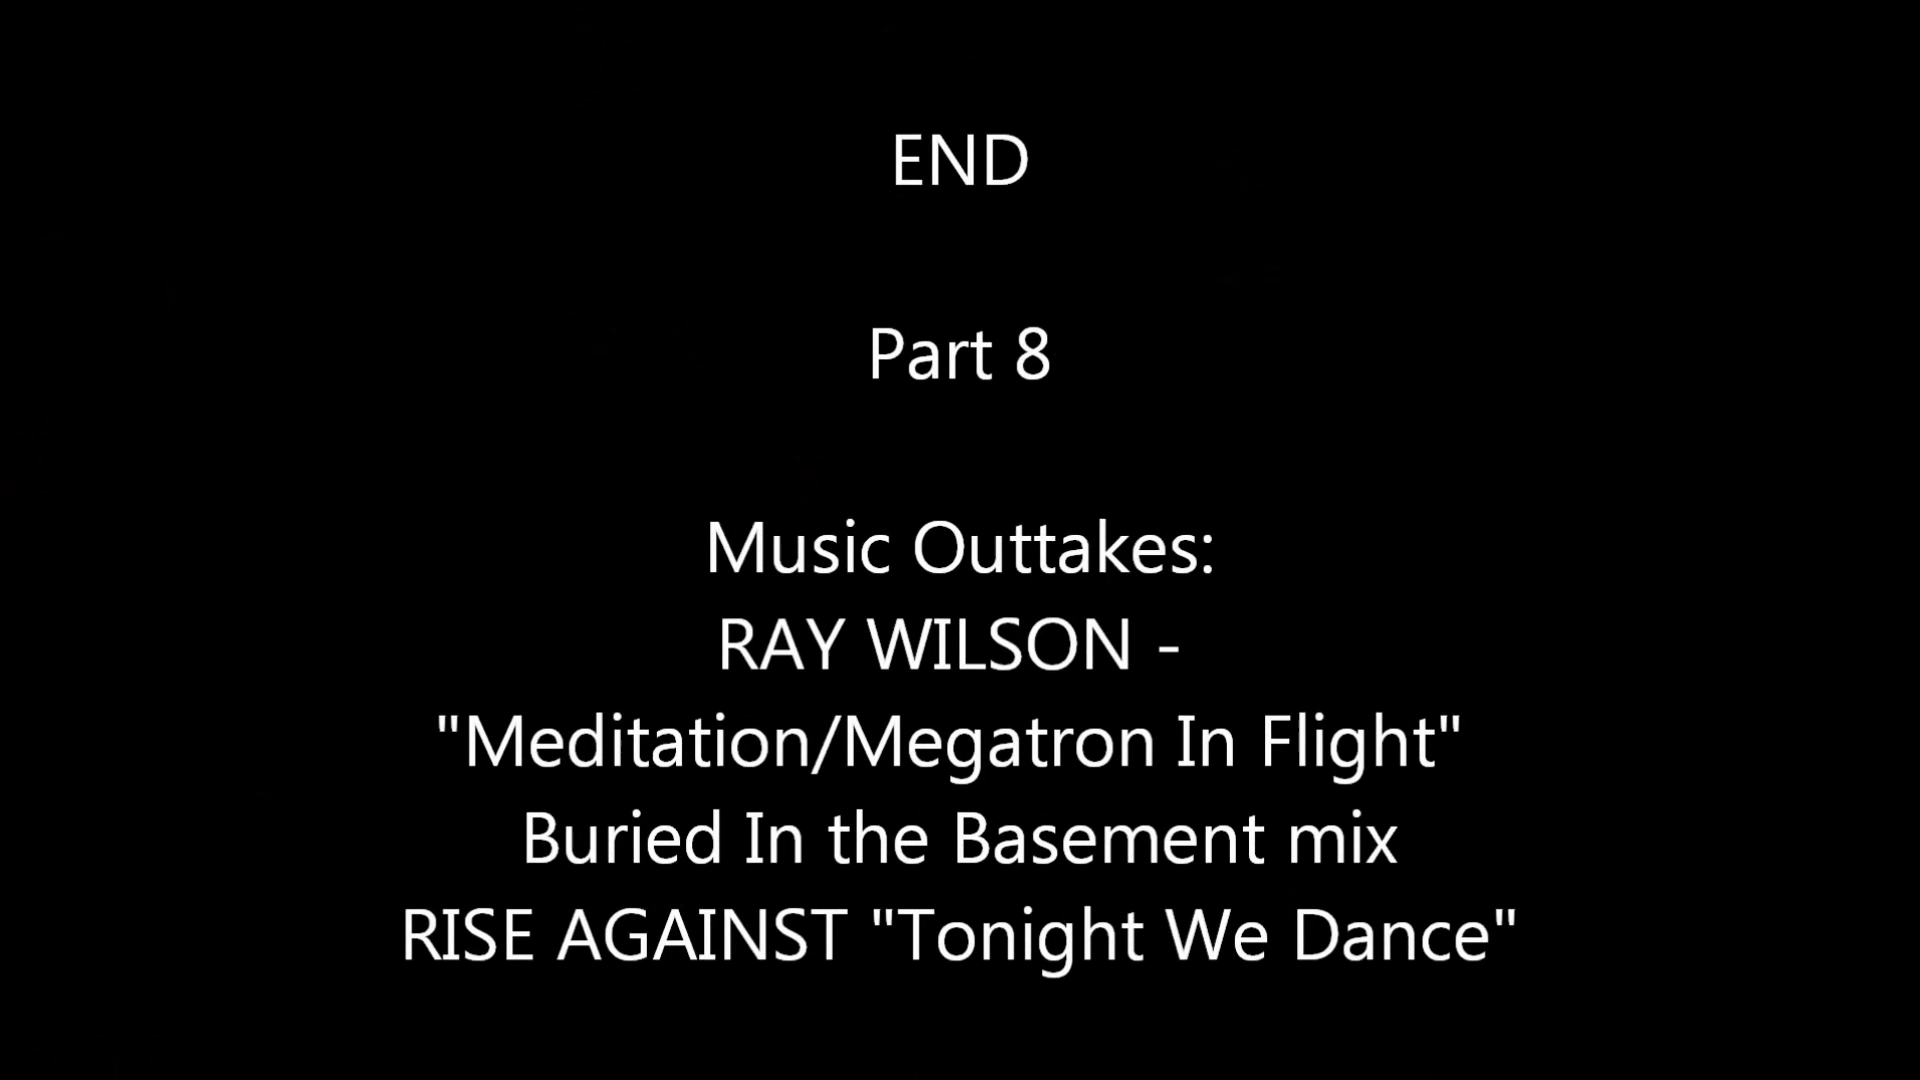 END
Part 8
Music Outtakes:
RAY WILSON -
"Meditation/Megatron In Flight"
Buried In the Basement mix
RISE AGAINST "Tonight We Dance"